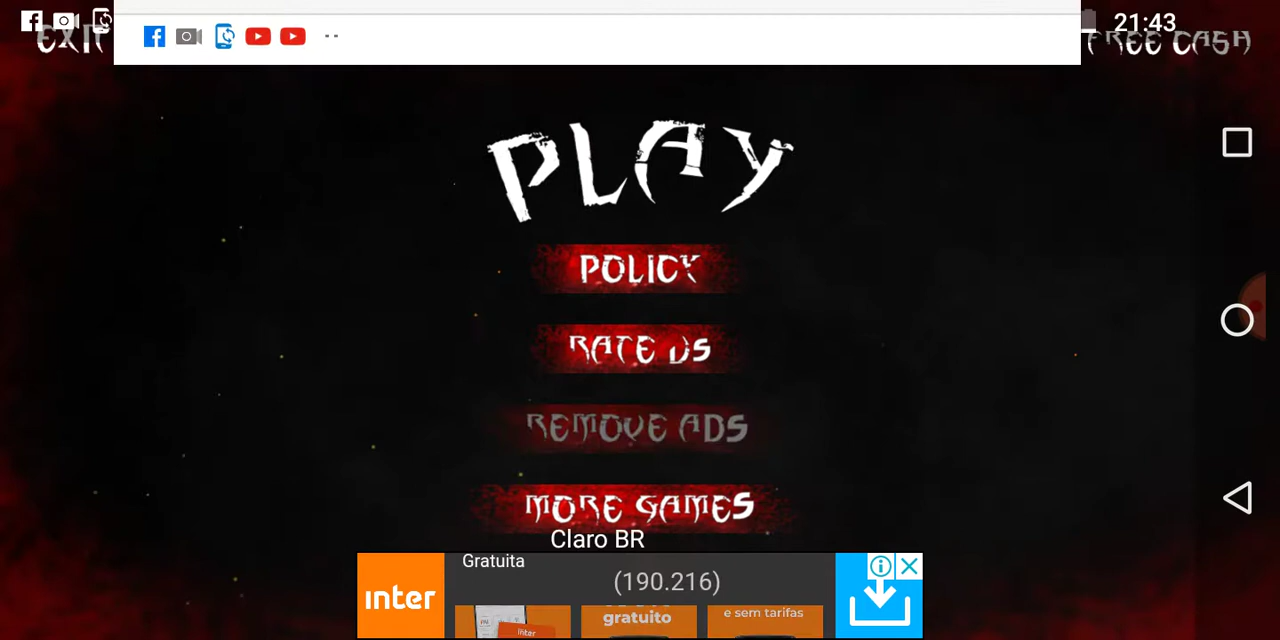 EXIT
21:43
FREE CASH
PLAY
POLICY
RATE US
REMOVE ADS
MORE GAMES
Claro BR
inter
Gratuita
(190.216)
gratuito
e sem tarifas
inter